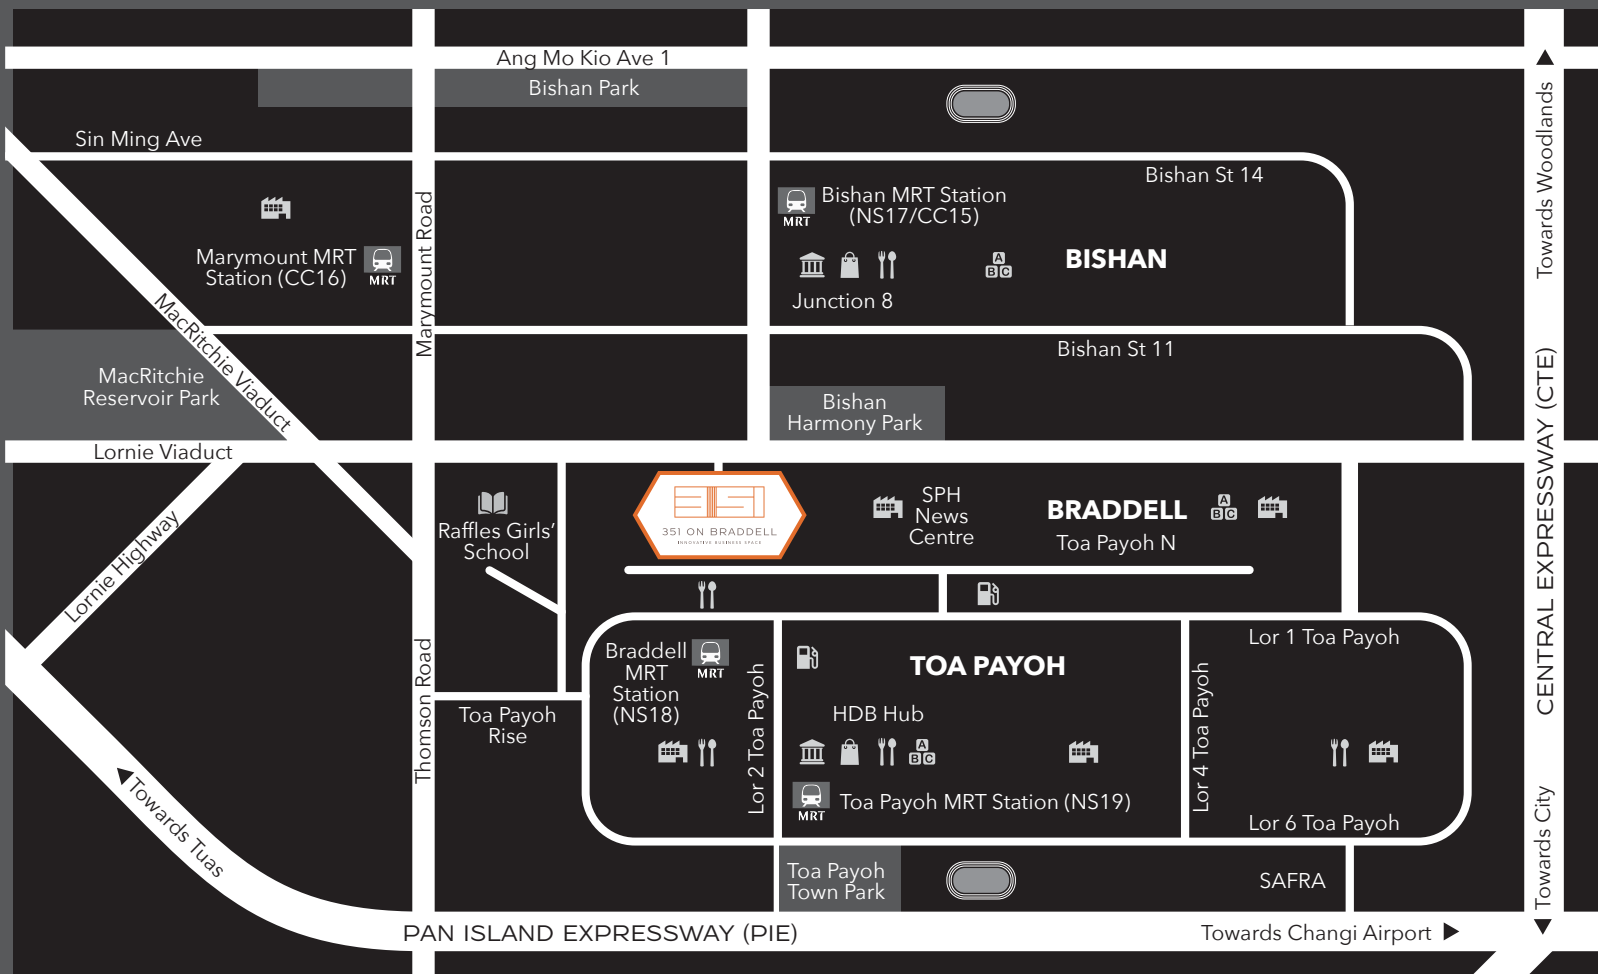 Ang Mo Kio Ave 1
Bishan Park
Sin Ming Ave
Bishan St 14
Towards Woodlands
Marymount Road
MRT
Bishan MRT Station
(NS17/CC15)
Marymount MRT
Station (CC16)
MRT
BISHAN
A
B C
Junction 8
MacRitchie Viaduct
Bishan St 11
MacRitchie
Reservoir Park
Bishan
Harmony Park
CENTRAL EXPRESSWAY (CTE)
Lornie Viaduct
Raffles Girls'
School
351 ON BRADDELL
INNOVATIVE BUSINESS SPACE
SPH
News
Centre
BRADDELL
Toa Payoh N
A
B C
Lornie Highway
Thomson Road
Braddell
MRT
Station
(NS18)
MRT
Lor 2 Toa Payoh
TOA PAYOH
Lor 4 Toa Payoh
Lor 1 Toa Payoh
Toa Payoh
Rise
HDB Hub
A
B C
MRT
Toa Payoh MRT Station (NS19)
Lor 6 Toa Payoh
Towards Tuas
Toa Payoh
Town Park
SAFRA
Towards City
PAN ISLAND EXPRESSWAY (PIE)
Towards Changi Airport